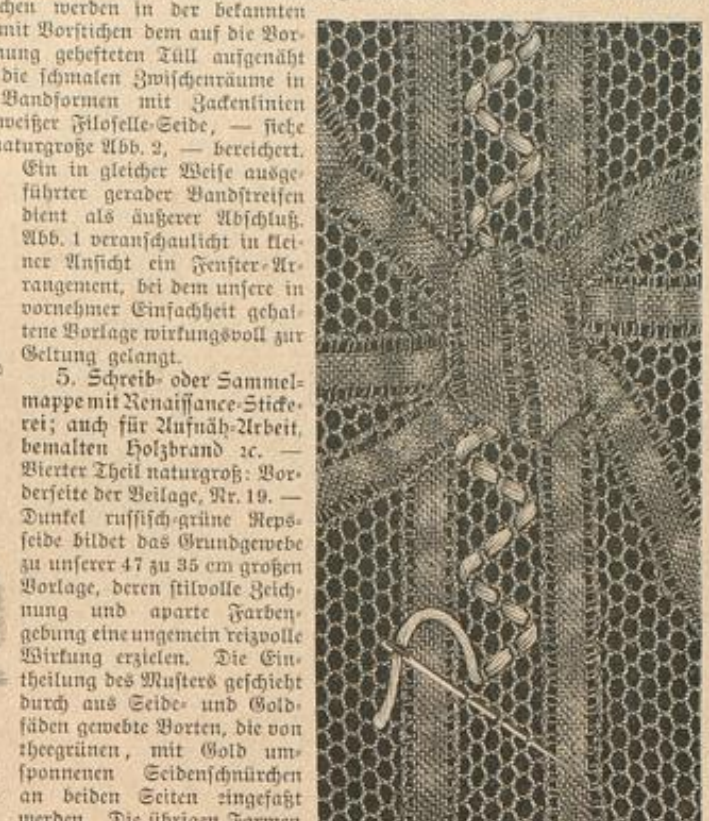 chen werden in der bekannten
mit Vorstichen dem auf die Vor-
nung gehefteten Tüll aufgenäht
die schmalen Zwischenräume in
Bandformen mit Zackenlinien
weißer Filoselle-Seide, — siehe
naturgroße Abb. 2, — bereichert.
Ein in gleicher Weise ausge-
führter gerader Bandstreifen
dient als äußerer Abschluß.
Abb. 1 veranschaulicht in klei-
ner Ansicht ein Fenster-Ar-
rangement, bei dem unsere in
vornehmer Einfachheit gehal-
tene Vorlage wirkungsvoll zur
Geltung gelangt.
5. Schreib- oder Sammel-
mappe mit Renaissance-Sticke-
rei; auch für Aufnäh-Arbeit,
bemalten Holzbrand ꝛc. —
Vierter Theil naturgroß: Vor-
derseite der Beilage, Nr. 19. —
Dunkel russisch-grüne Reps-
seide bildet das Grundgewebe
zu unserer 47 zu 35 cm großen
Vorlage, deren stilvolle Zeich-
nung und aparte Farben-
gebung eine ungemein reizvolle
Wirkung erzielen. Die Ein-
theilung des Musters geschieht
durch aus Seide- und Gold-
fäden gewebte Borten, die von
theegrünen, mit Gold um-
sponnenen Seidenschnürchen
an beiden Seiten eingefaßt
werden. Die übrigen Formen